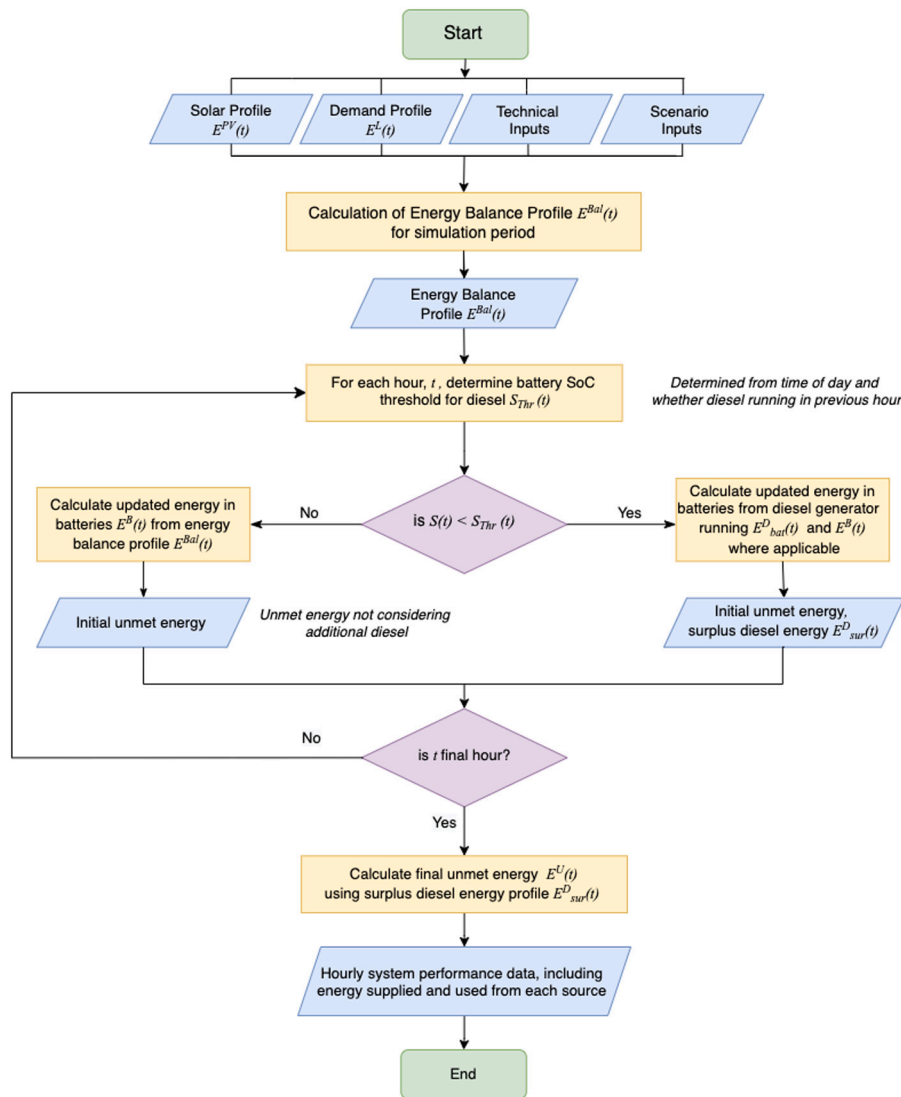 Start
Solar Profile
E^PV(t)
Demand Profile
E^L(t)
Technical
Inputs
Scenario
Inputs
Calculation of Energy Balance Profile E^Bal(t)
for simulation period
Energy Balance
Profile E^Bal(t)
For each hour, t , determine battery SoC
threshold for diesel S_Thr (t)
Determined from time of day and
whether diesel running in previous hour
is S(t) < S_Thr (t)
No
Yes
Calculate updated energy in
batteries E^B(t) from energy
balance profile E^Bal(t)
Calculate updated energy in
batteries from diesel generator
running E^D_bat(t) and E^B(t)
where applicable
Initial unmet energy
Unmet energy not considering
additional diesel
Initial unmet energy,
surplus diesel energy E^D_sur(t)
is t final hour?
No
Yes
Calculate final unmet energy E^U(t)
using surplus diesel energy profile E^D_sur(t)
Hourly system performance data, including
energy supplied and used from each source
End